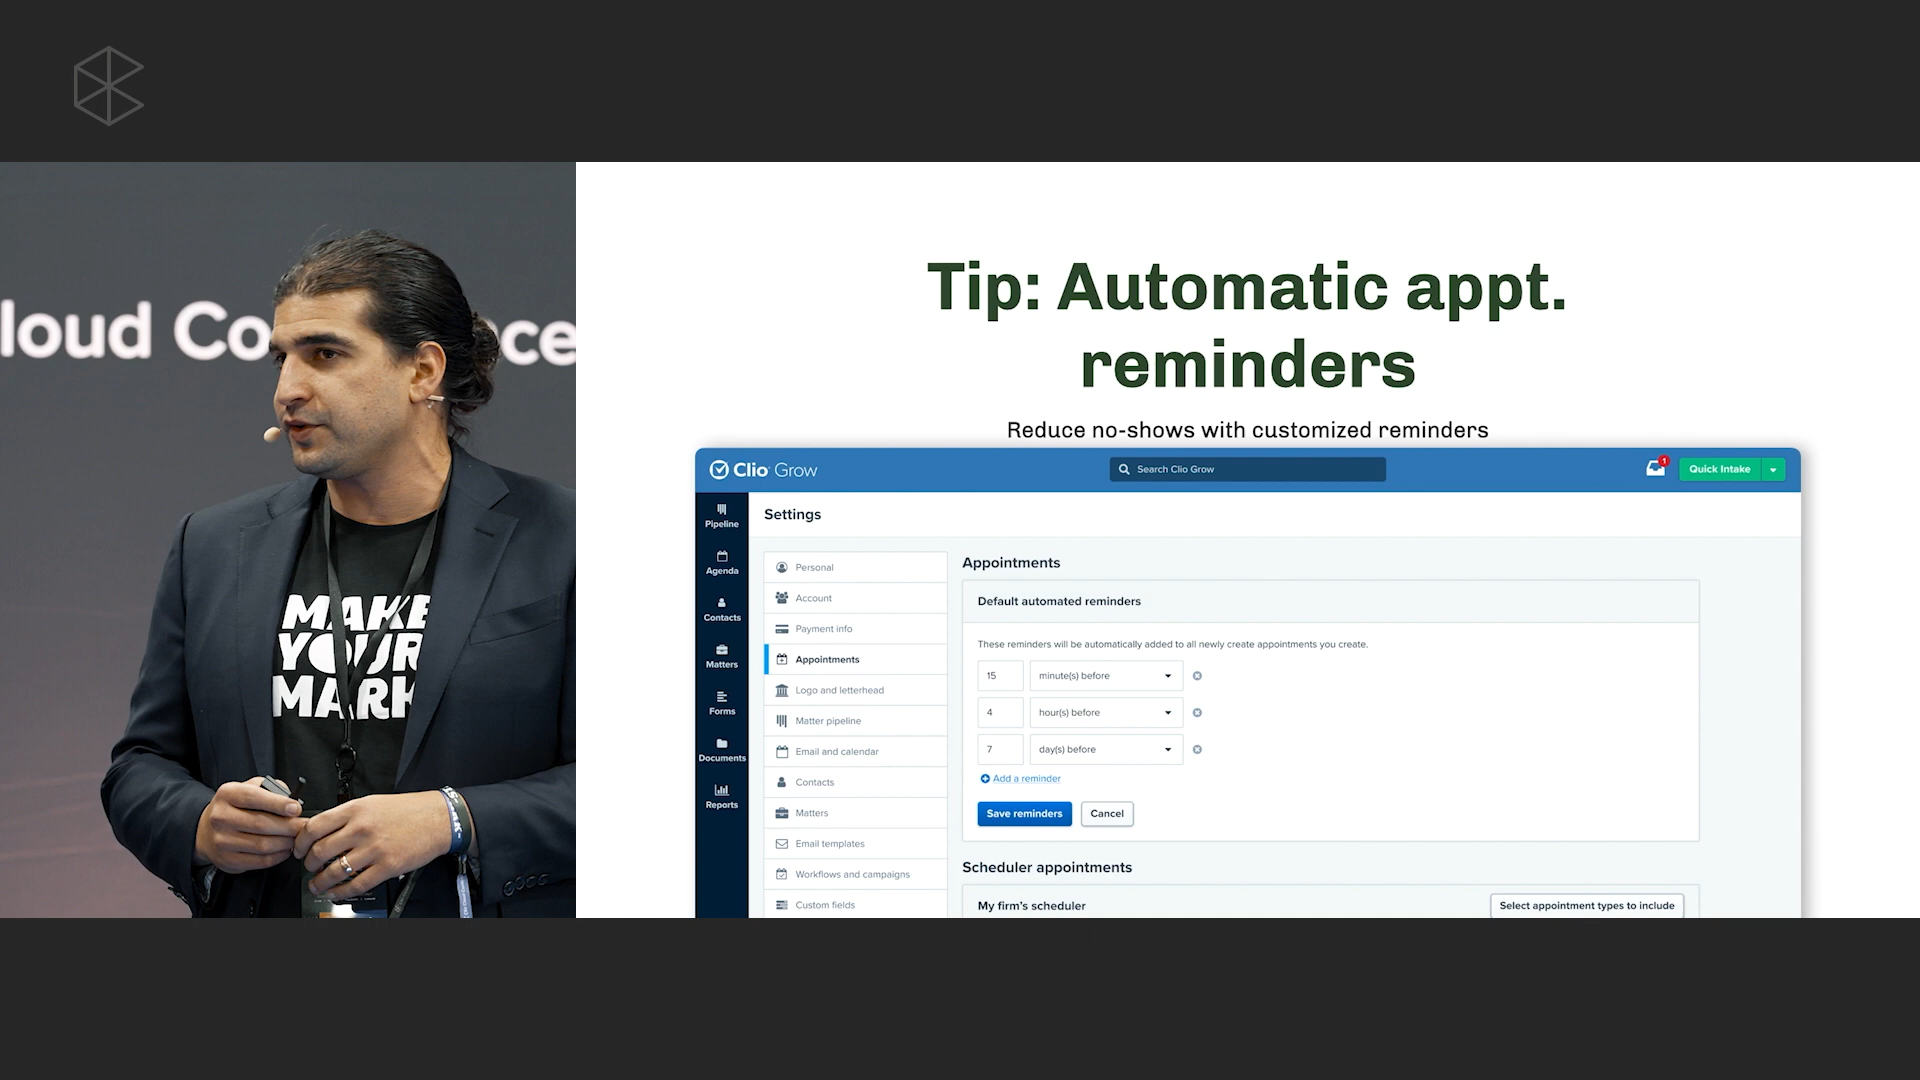 loud Co
ce
MAKE
YOUR
MARK
Tip: Automatic appt.
reminders
Reduce no-shows with customized reminders
Clio Grow
Search Clio Grow
1
Quick Intake
Pipeline
Agenda
Contacts
Matters
Forms
Documents
Reports
Settings
Personal
Account
Payment info
Appointments
Logo and letterhead
Matter pipeline
Email and calendar
Contacts
Matters
Email templates
Workflows and campaigns
Custom fields
Appointments
Default automated reminders
These reminders will be automatically added to all newly create appointments you create.
15 minute(s) before
4 hour(s) before
7 day(s) before
Add a reminder
Save reminders Cancel
Scheduler appointments
My firm's scheduler
Select appointment types to include